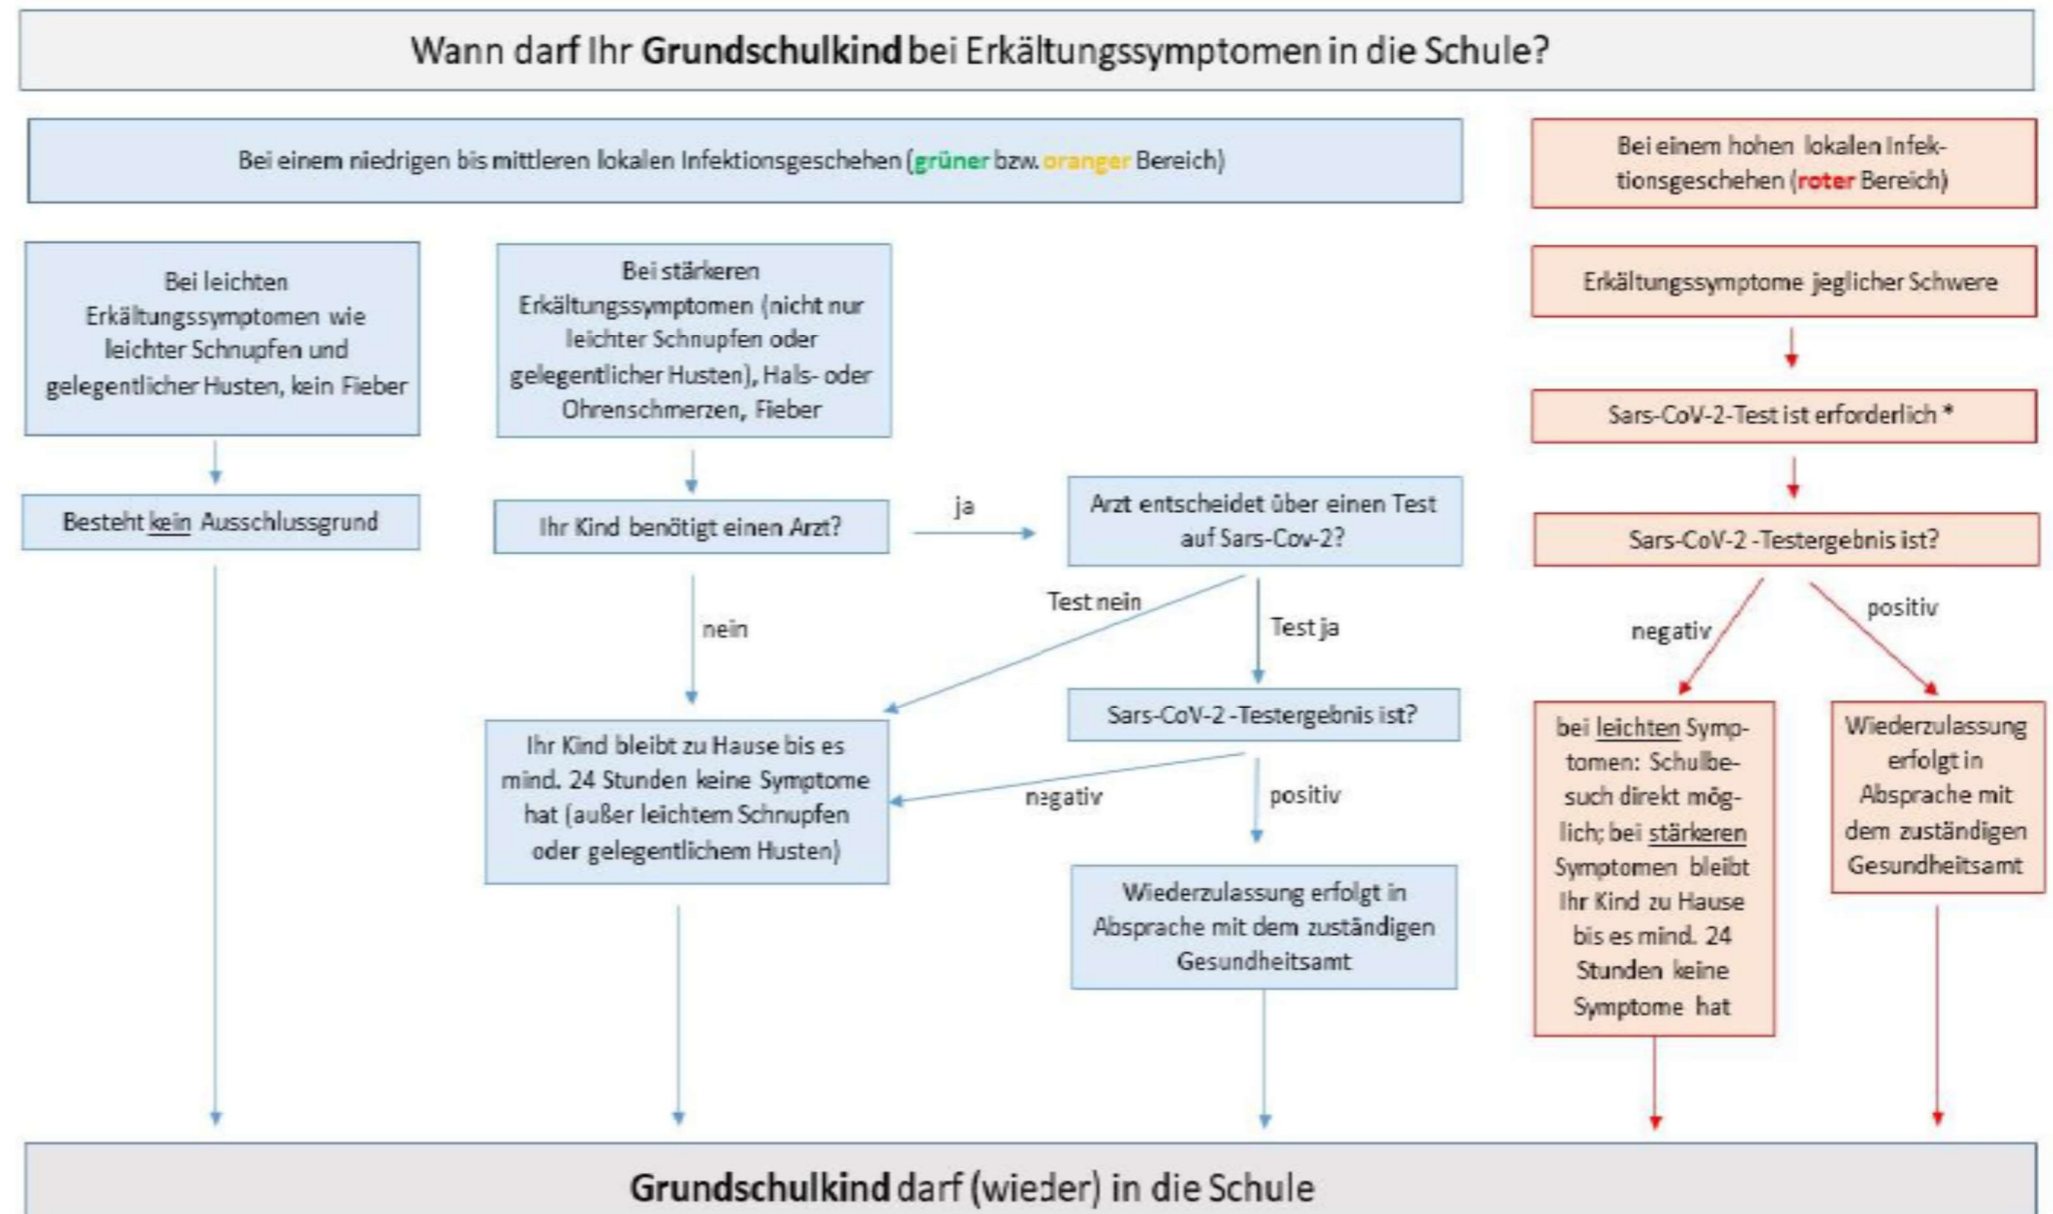 Wann darf Ihr Grundschulkind bei Erkältungssymptomen in die Schule?
Bei einem niedrigen bis mittleren lokalen Infektionsgeschehen (grüner bzw. oranger Bereich)
Bei einem hohen lokalen Infek-
tionsgeschehen (roter Bereich)
Bei leichten
Erkältungssymptomen wie
leichter Schnupfen und
gelegentlicher Husten, kein Fieber
Besteht kein Ausschlussgrund
Bei stärkeren
Erkältungssymptomen (nicht nur
leichter Schnupfen oder
gelegentlicher Husten), Hals- oder
Ohrenschmerzen, Fieber
Ihr Kind benötigt einen Arzt?
ja
nein
Arzt entscheidet über einen Test
auf Sars-Cov-2?
Test nein
Test ja
Sars-CoV-2 -Testergebnis ist?
negativ
positiv
Ihr Kind bleibt zu Hause bis es
mind. 24 Stunden keine Symptome
hat (außer leichtem Schnupfen
oder gelegentlichem Husten)
Wiederzulassung erfolgt in
Absprache mit dem zuständigen
Gesundheitsamt
Erkältungssymptome jeglicher Schwere
Sars-CoV-2-Test ist erforderlich *
Sars-CoV-2 -Testergebnis ist?
negativ
positiv
bei leichten Symp-
tomen: Schulbe-
such direkt mög-
lich; bei stärkeren
Symptomen bleibt
Ihr Kind zu Hause
bis es mind. 24
Stunden keine
Symptome hat
Wiederzulassung
erfolgt in
Absprache mit
dem zuständigen
Gesundheitsamt
Grundschulkind darf (wieder) in die Schule